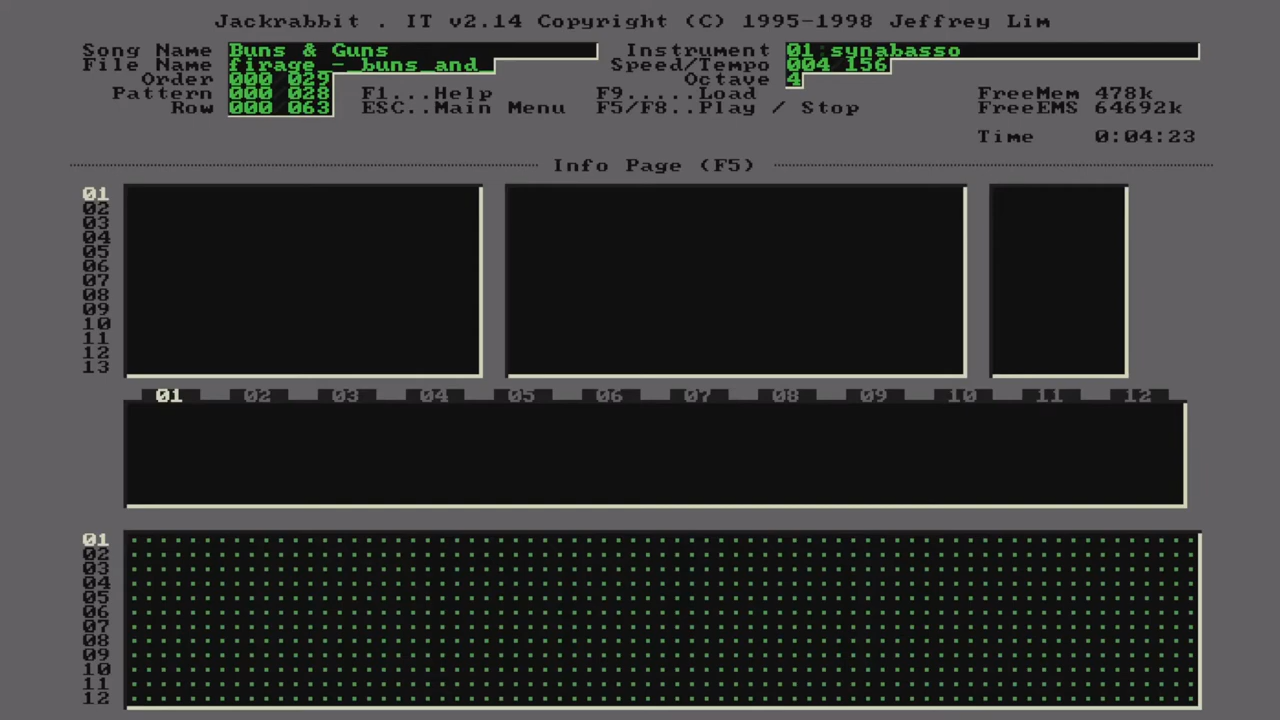 Jackrabbit . IT v2.14 Copyright (C) 1995-1998 Jeffrey Lim
Song Name Buns & Guns Instrument 01:synabasso
File Name firage_-_buns_and_ Speed/Tempo 004 156
Order 000 029 Octave 4
Pattern 000 028 F1...Help F9.....Load FreeMem 478k
Row 000 063 ESC..Main Menu F5/F8..Play / Stop FreeEMS 64692k
Time 0:04:23
Info Page (F5)
01
02
03
04
05
06
07
08
09
10
11
12
13
01 02 03 04 05 06 07 08 09 10 11 12
01
02
03
04
05
06
07
08
09
10
11
12